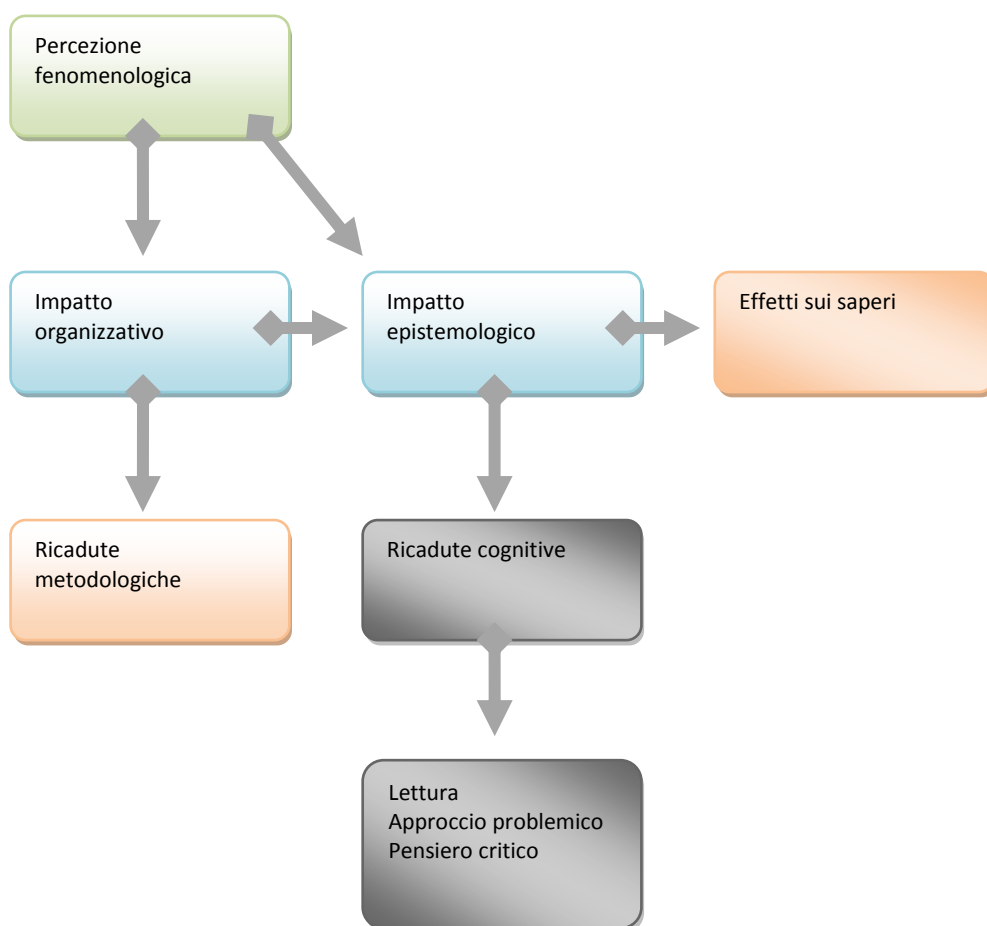 Percezione
fenomenologica
Impatto
organizzativo
Impatto
epistemologico
Effetti sui saperi
Ricadute
metodologiche
Ricadute cognitive
Lettura
Approccio problemico
Pensiero critico